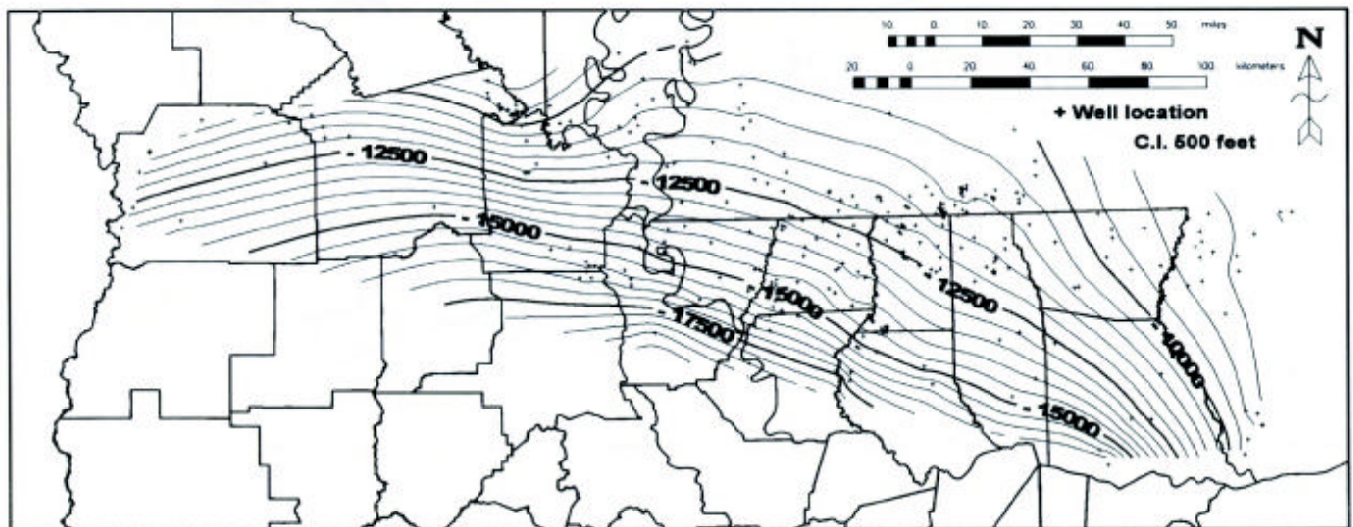 10. 0. 10. 20. 30. 40. 50. miles
20. 0. 20. 40. 60. 80. 100. kilometers
N
+ Well location
C.I. 500 feet
- 12500
- 12500
- 15000
- 12500
- 15000
- 17500
- 10000
- 15000